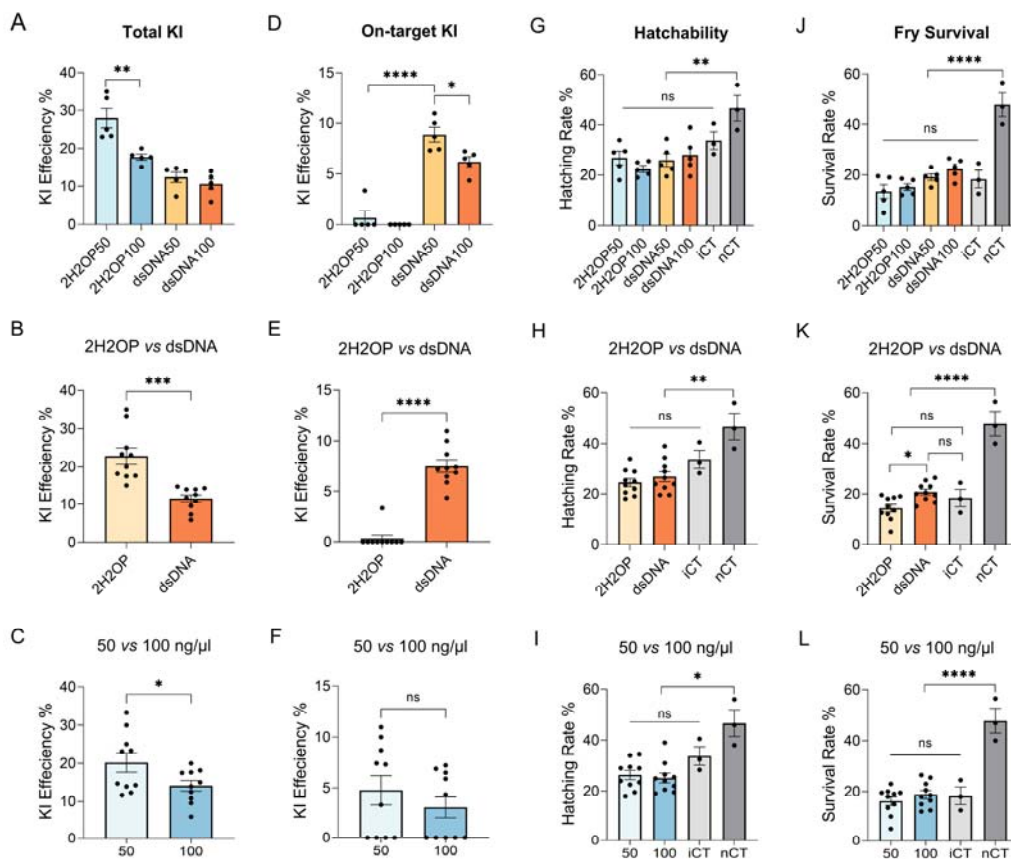 A
Total KI
KI Effeciency %
40
30
20
10
0
**
2H2OP50
2H2OP100
dsDNA50
dsDNA100
D
On-target KI
KI Effeciency %
15
10
5
0
****
*
2H2OP50
2H2OP100
dsDNA50
dsDNA100
G
Hatchability
Hatching Rate %
60
40
20
0
**
ns
2H2OP50
2H2OP100
dsDNA50
dsDNA100
iCT
nCT
J
Fry Survival
Survival Rate %
60
40
20
0
****
ns
2H2OP50
2H2OP100
dsDNA50
dsDNA100
iCT
nCT
B
2H2OP vs dsDNA
KI Effeciency %
40
30
20
10
0
***
2H2OP
dsDNA
E
2H2OP vs dsDNA
KI Effeciency %
15
10
5
0
****
2H2OP
dsDNA
H
2H2OP vs dsDNA
Hatching Rate %
60
40
20
0
**
ns
2H2OP
dsDNA
iCT
nCT
K
2H2OP vs dsDNA
Survival Rate %
60
40
20
0
****
ns
*
ns
2H2OP
dsDNA
iCT
nCT
C
50 vs 100 ng/μl
KI Effeciency %
40
30
20
10
0
*
50
100
F
50 vs 100 ng/μl
KI Effeciency %
15
10
5
0
ns
50
100
I
50 vs 100 ng/μl
Hatching Rate %
60
40
20
0
*
ns
50
100
iCT
nCT
L
50 vs 100 ng/μl
Survival Rate %
60
40
20
0
****
ns
50
100
iCT
nCT